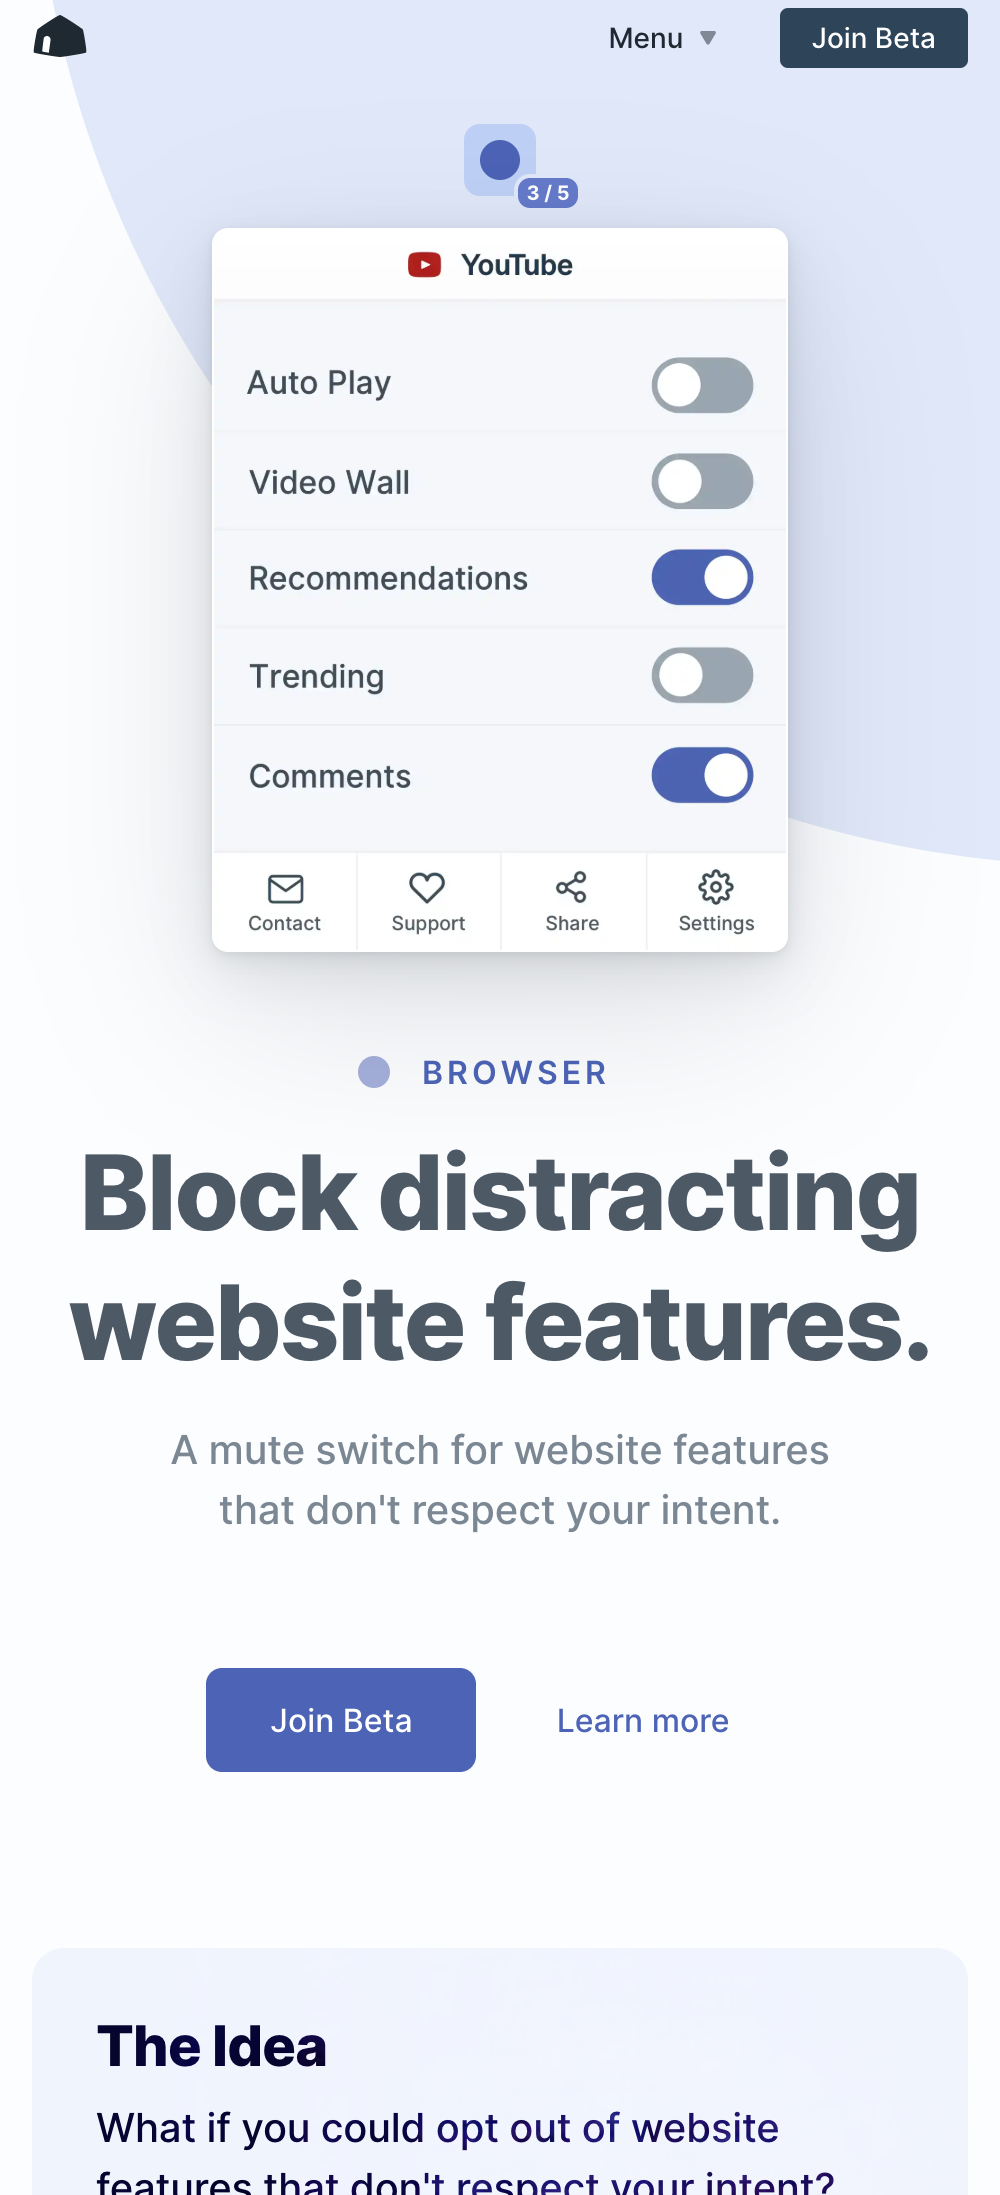 Menu
Join Beta
3 / 5
YouTube
Auto Play
Video Wall
Recommendations
Trending
Comments
Contact
Support
Share
Settings
BROWSER
Block distracting
website features.
A mute switch for website features
that don't respect your intent.
Join Beta
Learn more
The Idea
What if you could opt out of website
features that don't respect your intent?